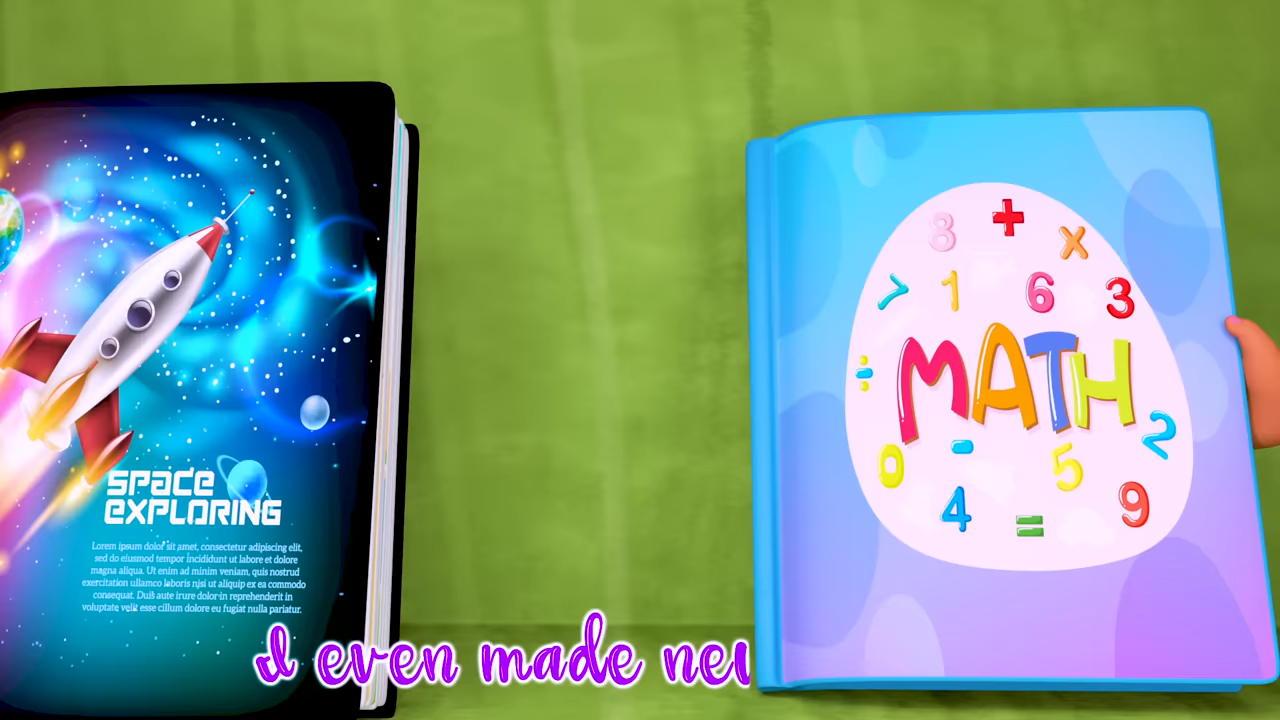 SPACE
EXPLORING
Lorem ipsum dolor sit amet, consectetur adipiscing elit,
sed do eiusmod tempor incididunt ut labore et dolore
magna aliqua. Ut enim ad minim veniam, quis nostrud
exercitation ullamco laboris nisi ut aliquip ex ea commodo
consequat. Duis aute irure dolor in reprehenderit in
voluptate velit esse cillum dolore eu fugiat nulla pariatur.
8 + x
7 1 6 3
÷ MATH
0 - 5 2
4 = 9
I even made